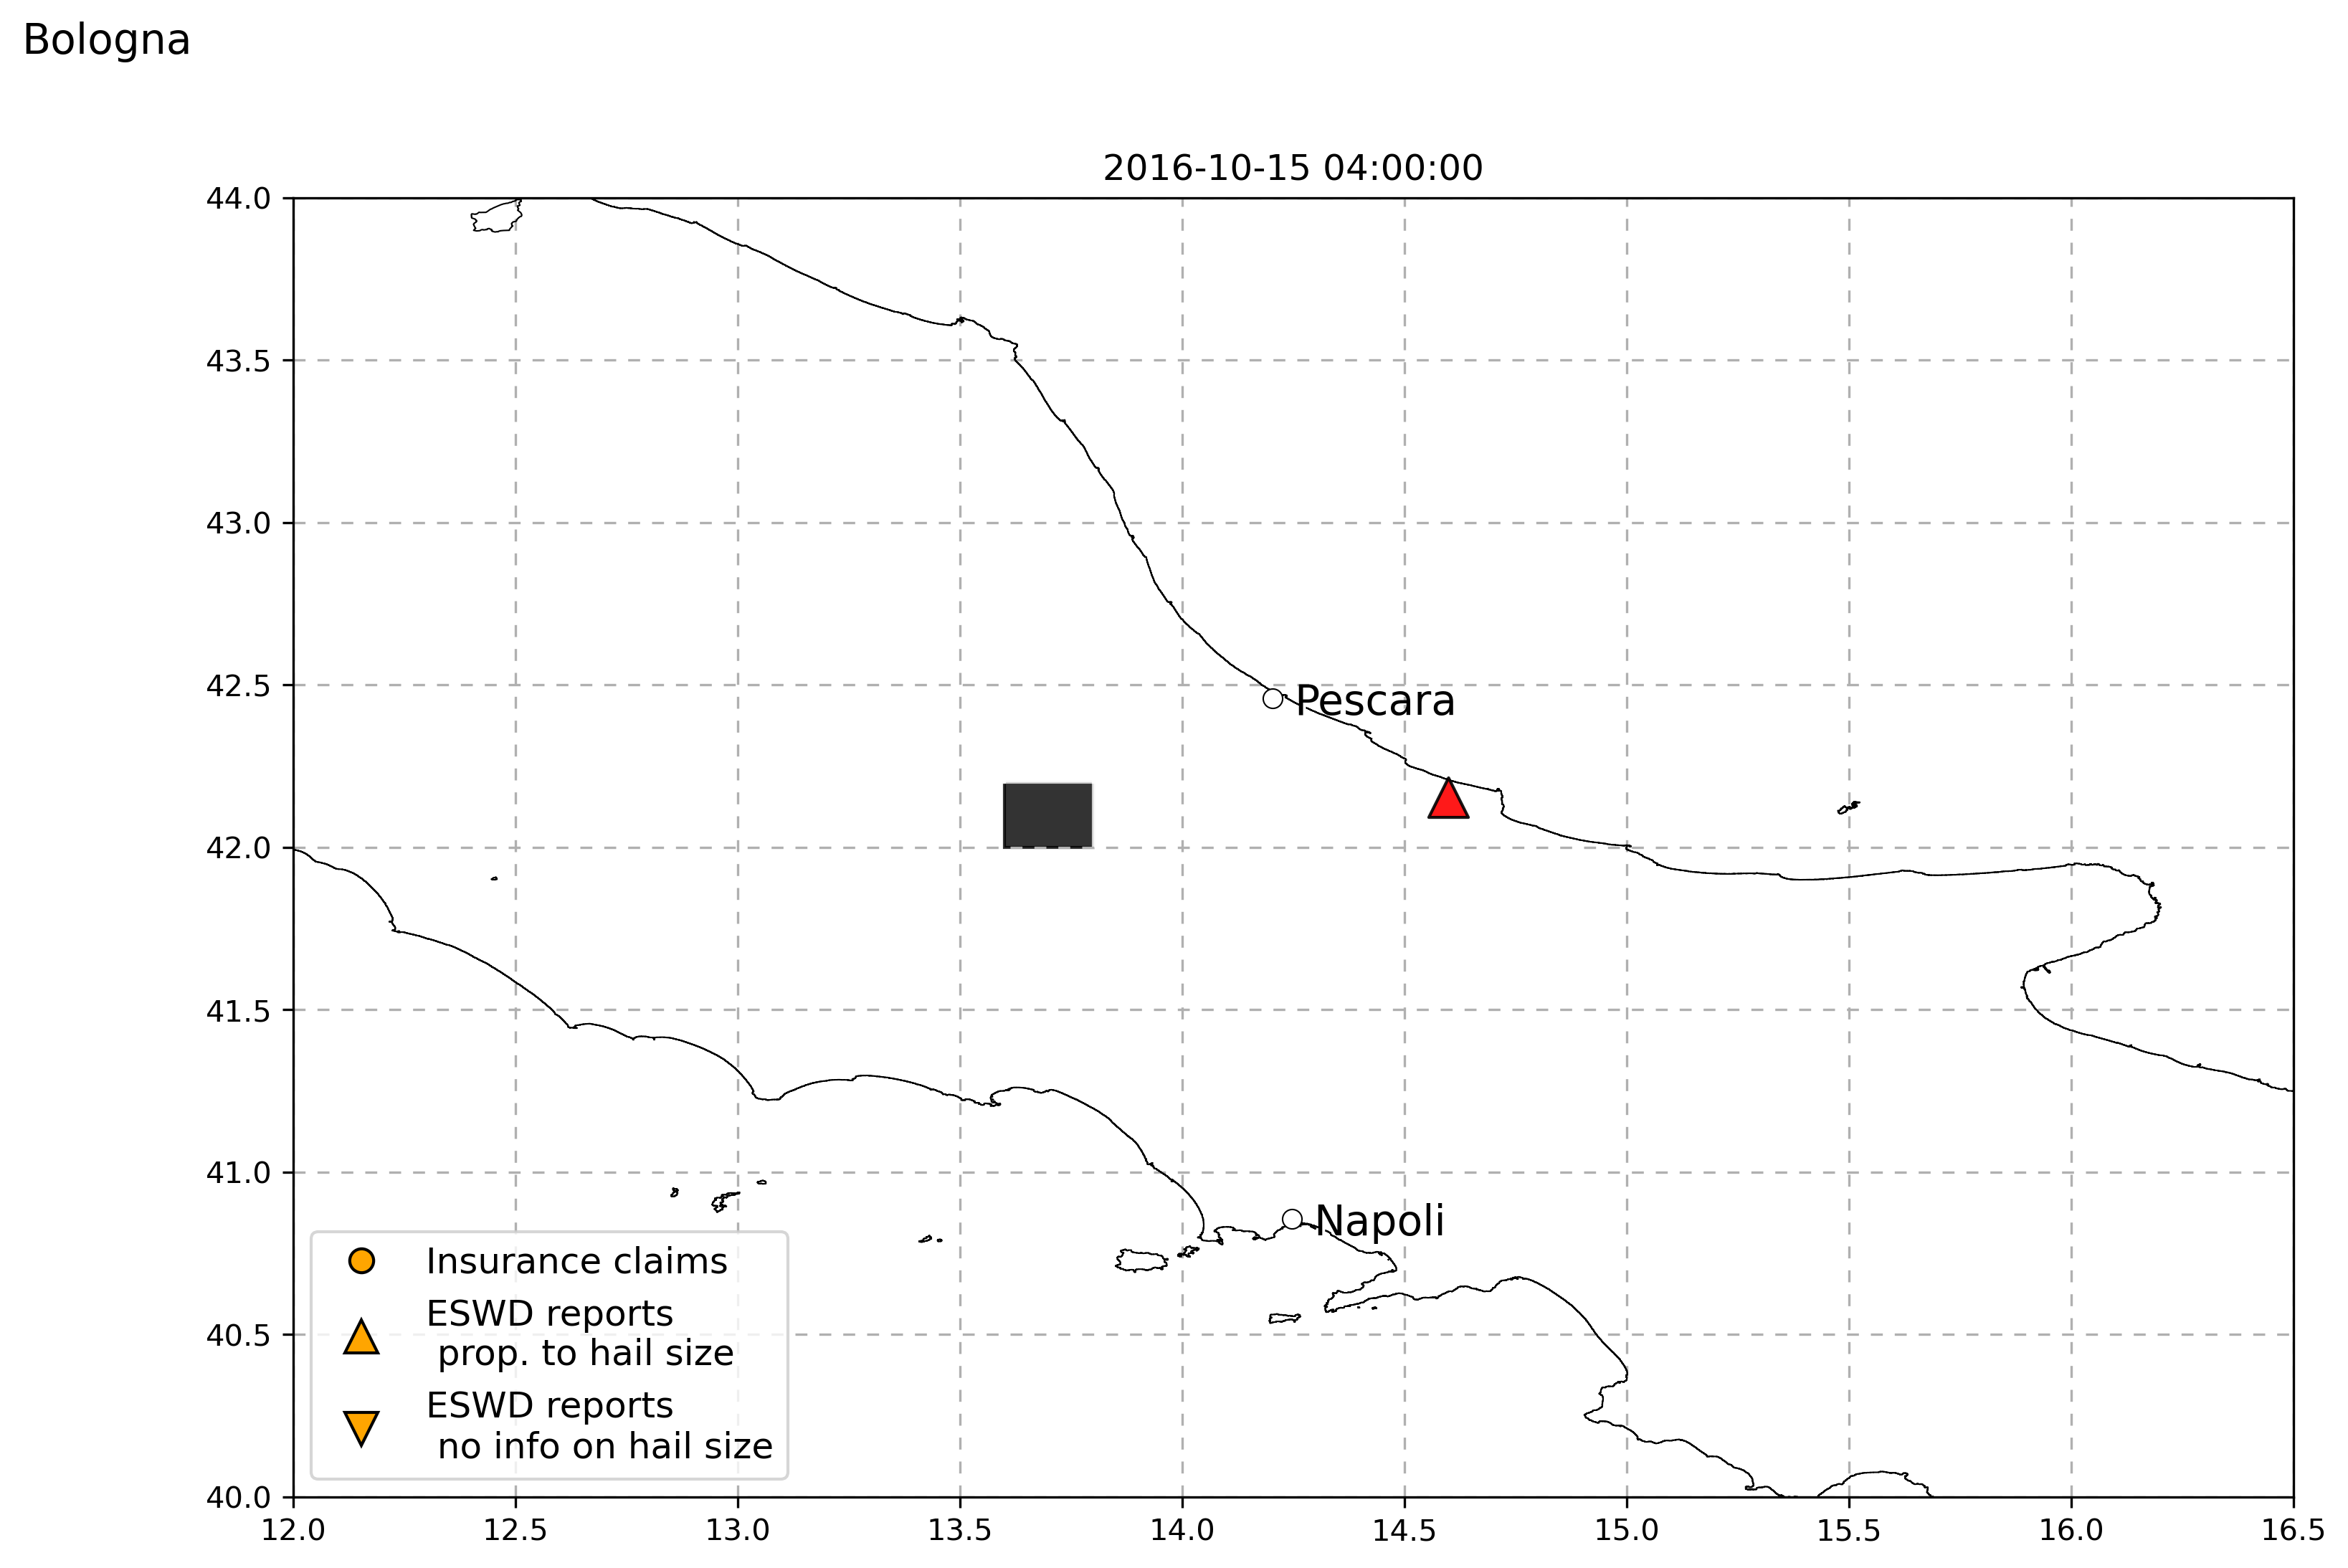 Bologna
2016-10-15 04:00:00
44.0
43.5
43.0
42.5
42.0
41.5
41.0
40.5
40.0
Pescara
Napoli
Insurance claims
ESWD reports
prop. to hail size
ESWD reports
no info on hail size
12.0 12.5 13.0 13.5 14.0 14.5 15.0 15.5 16.0 16.5